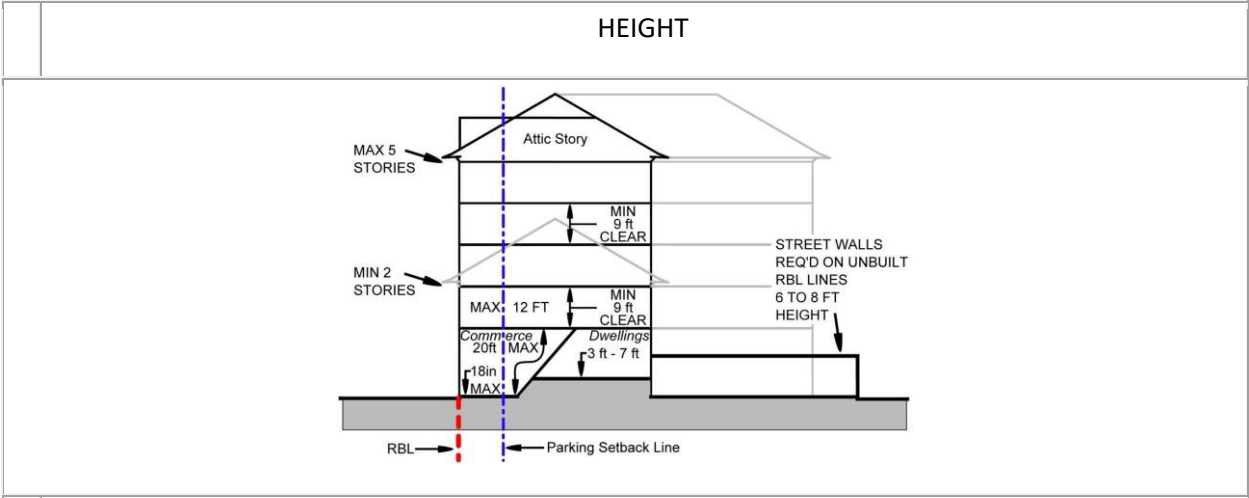 HEIGHT
Attic Story
MAX 5
STORIES
MIN
9 ft
CLEAR
STREET WALLS
REQ'D ON UNBUILT
RBL LINES
6 TO 8 FT
HEIGHT
MIN 2
STORIES
MAX 12 FT
MIN
9 ft
CLEAR
Commerce
20ft MAX
Dwellings
3 ft - 7 ft
18in
MAX
RBL
Parking Setback Line